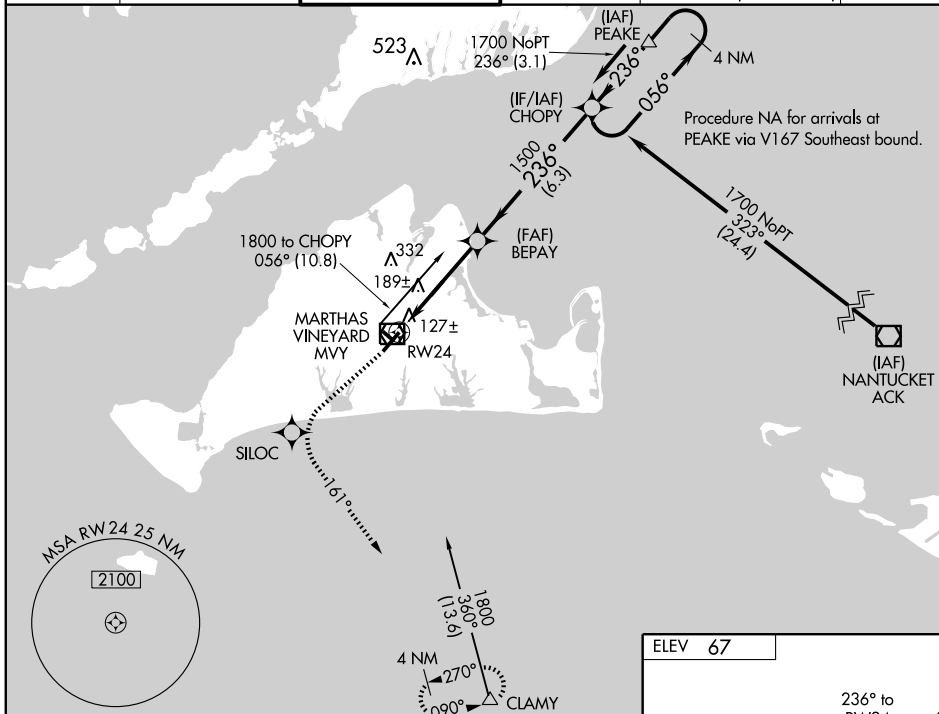 (IAF)
PEAKE
523
1700 NoPT
236° (3.1)
236°
4 NM
056°
(IF/IAF)
CHOPY
Procedure NA for arrivals at
PEAKE via V167 Southeast bound.
1500
236°
(6.3)
1700 NoPT
323°
(24.4)
(FAF)
BEPAY
1800 to CHOPY
056° (10.8)
332
189±
127±
MARTHAS
VINEYARD
MVY
RW24
(IAF)
NANTUCKET
ACK
SILOC
161°
MSA RW24 25 NM
2100
1800
360°
(13.6)
4 NM
270°
090°
CLAMY
ELEV 67
236° to